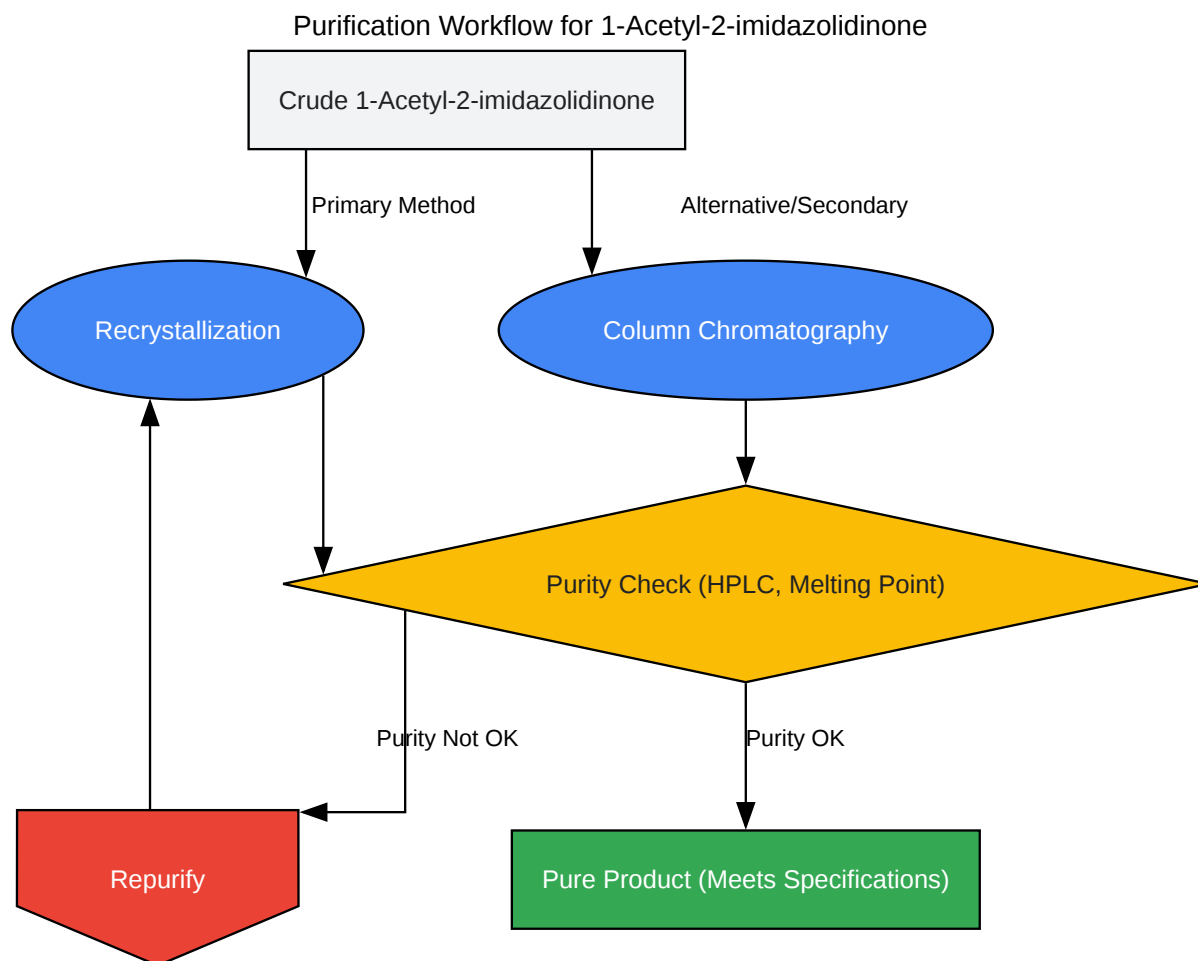 Purification Workflow for 1-Acetyl-2-imidazolidinone
Crude 1-Acetyl-2-imidazolidinone
Primary Method
Alternative/Secondary
Recrystallization
Column Chromatography
Purity Check (HPLC, Melting Point)
Purity Not OK
Purity OK
Repurify
Pure Product (Meets Specifications)